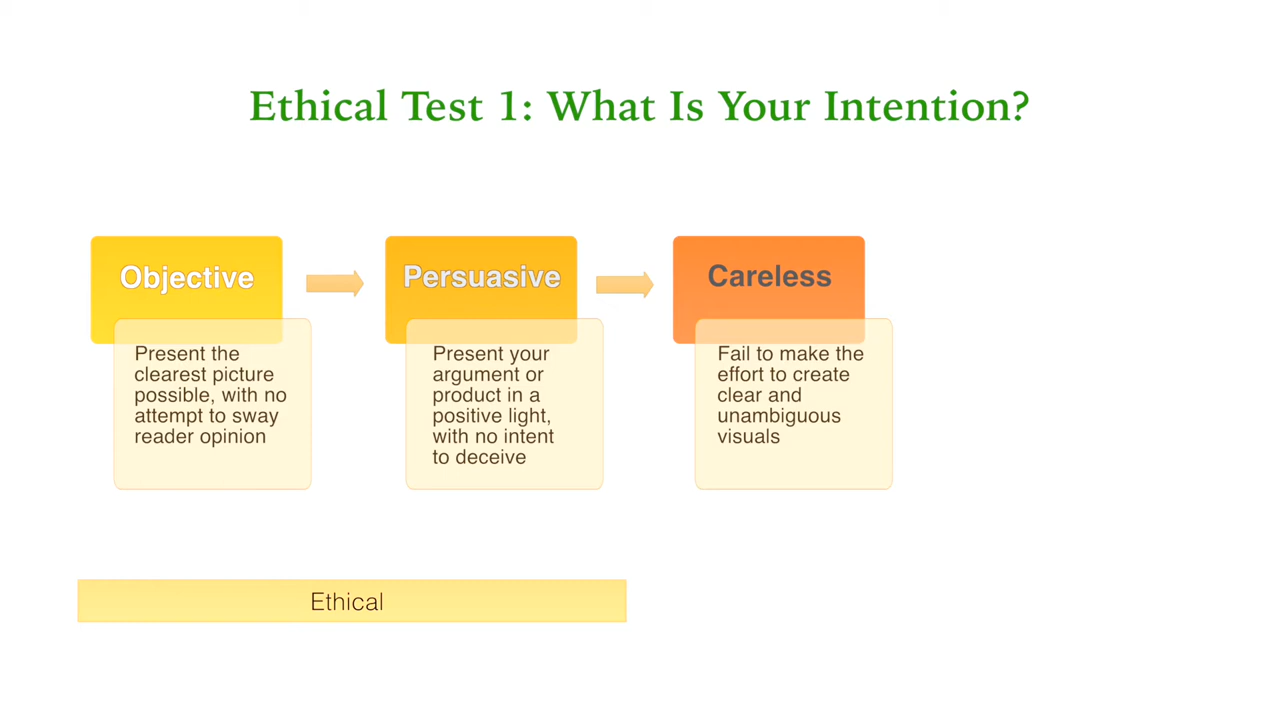 Ethical Test 1: What Is Your Intention?
Objective
Present the
clearest picture
possible, with no
attempt to sway
reader opinion
Persuasive
Present your
argument or
product in a
positive light,
with no intent
to deceive
Careless
Fail to make the
effort to create
clear and
unambiguous
visuals
Ethical